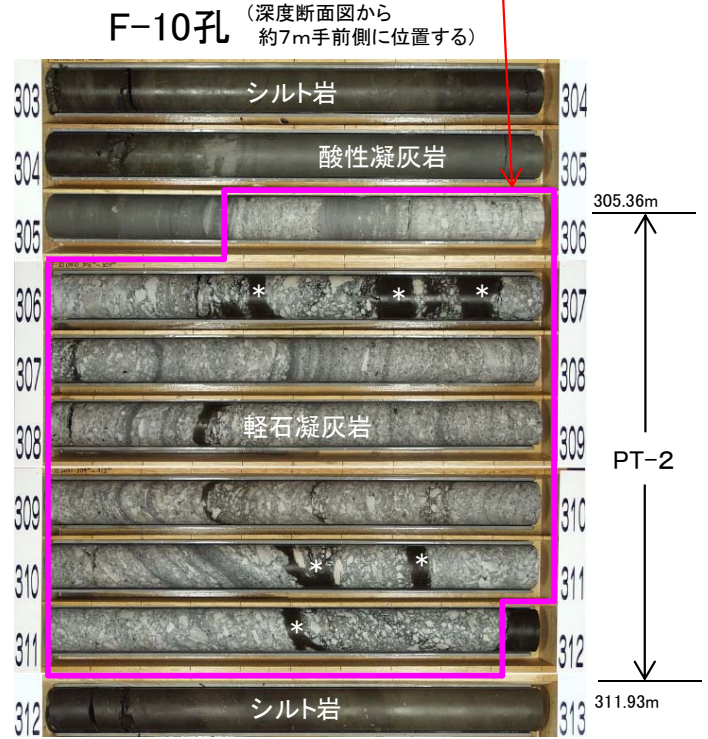 F-10孔
(深度断面図から
約7m手前側に位置する)
303
シルト岩
304
304
酸性凝灰岩
305
305.36m
305
306
306
*
*
*
307
307
308
308
軽石凝灰岩
309
PT-2
309
310
310
*
*
311
311
*
312
311.93m
312
シルト岩
313